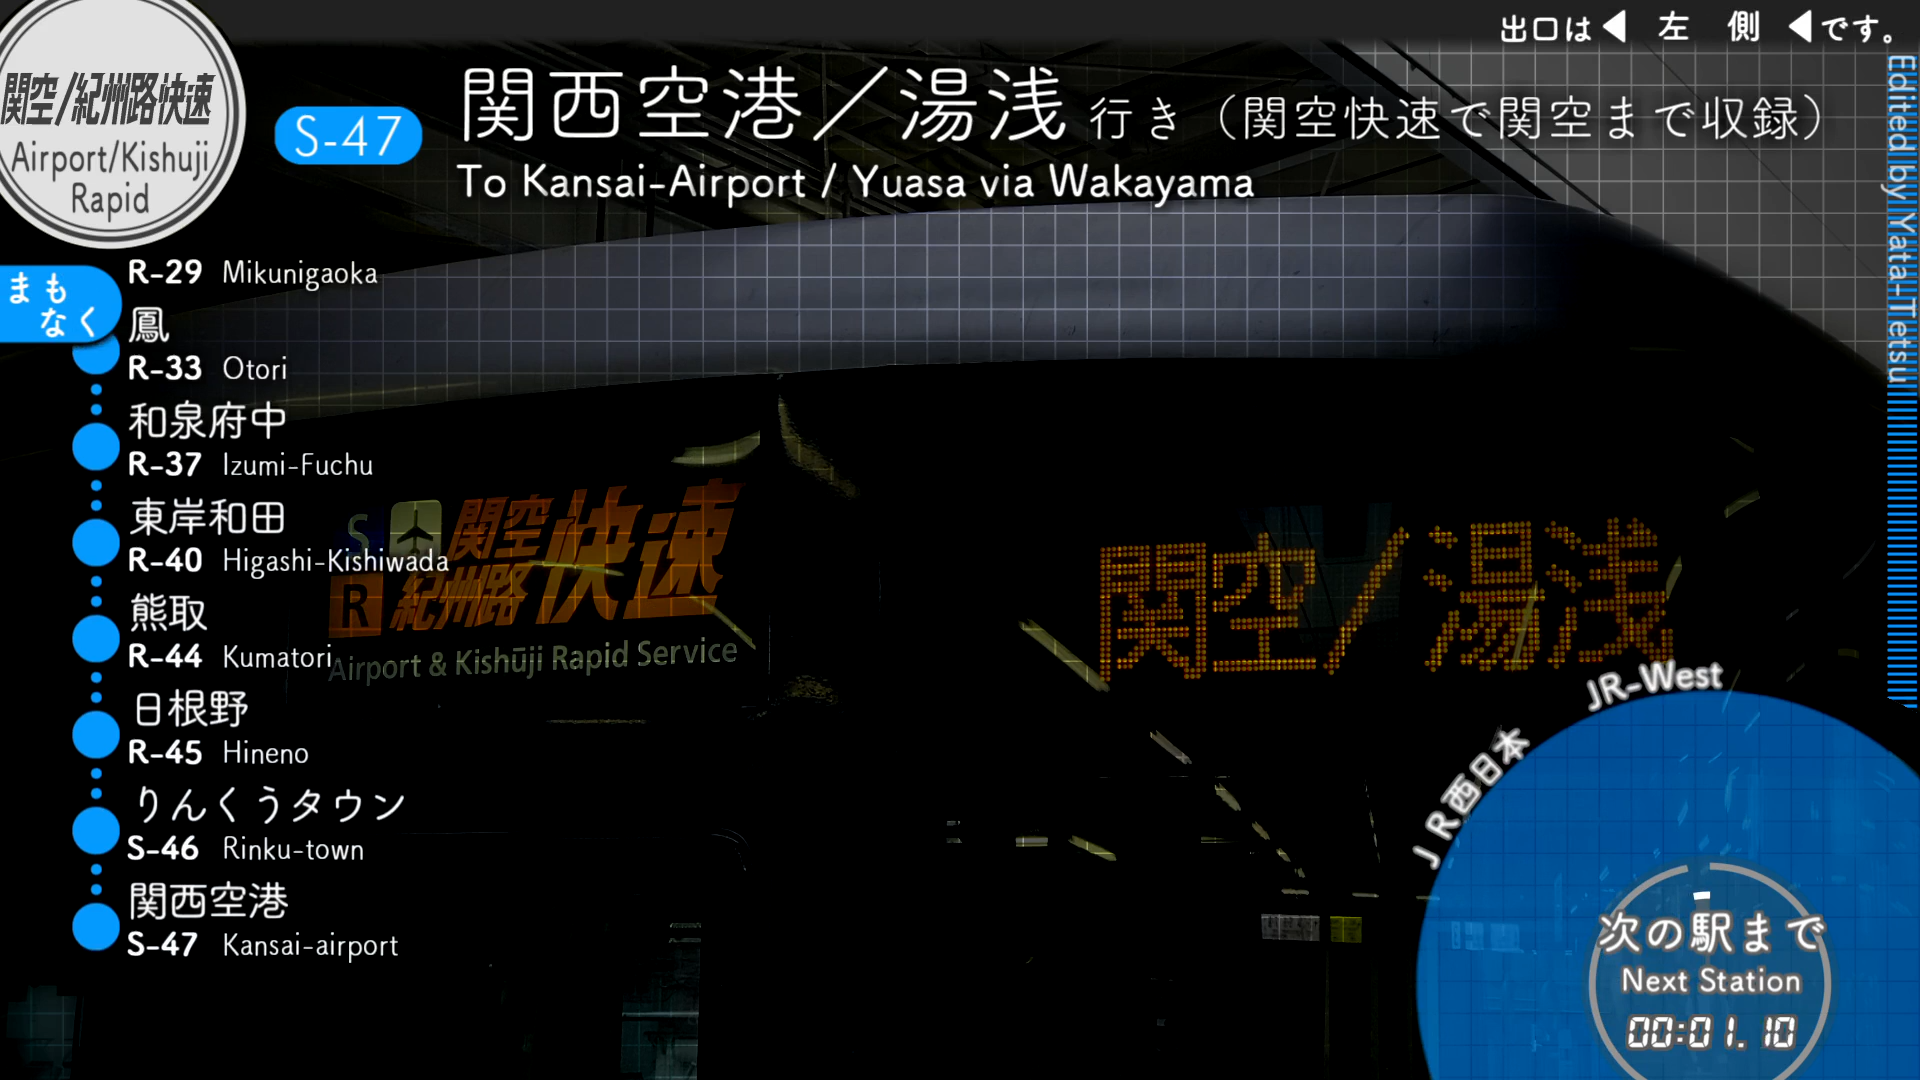 出口は◀ 左 側 ◀です。
関空/紀州路快速
Airport/Kishuji
Rapid
S-47
関西空港／湯浅 行き（関空快速で関空まで収録）
To Kansai-Airport / Yuasa via Wakayama
Edited by Yata-Tetsu
まも
なく
R-29 Mikunigaoka
鳳
R-33 Otori
和泉府中
R-37 Izumi-Fuchu
東岸和田
R-40 Higashi-Kishiwada
熊取
R-44 Kumatori
日根野
R-45 Hineno
りんくうタウン
S-46 Rinku-town
関西空港
S-47 Kansai-airport
S 関空
R 紀州路 快速
Airport & Kishūji Rapid Service
関空/湯浅
JR西日本 JR-West
次の駅まで
Next Station
00:01.10